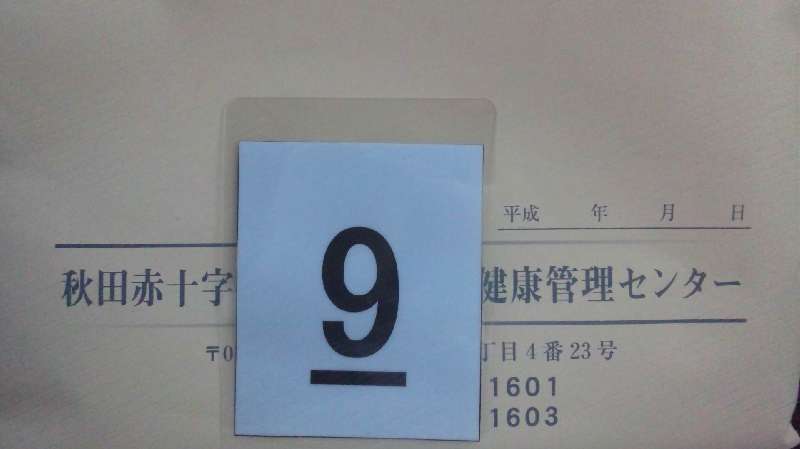 平成 年 月 日
秋田赤十字 健康管理センター
9
〒0 丁目4番23号
1601
1603